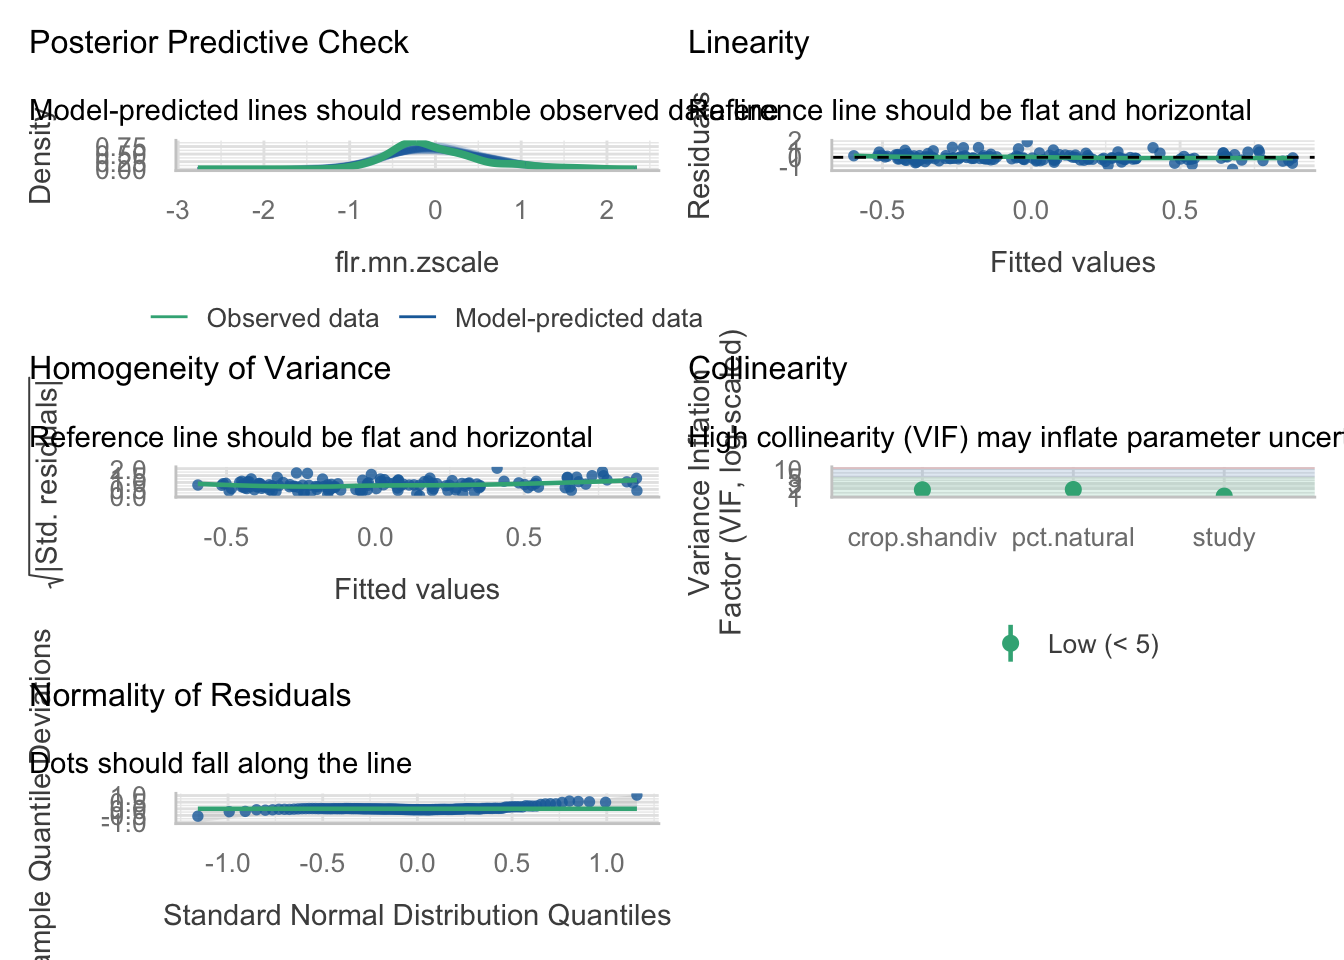 Posterior Predictive Check
Model-predicted lines should resemble observed data line
Density
-3 -2 -1 0 1 2
flr.mn.zscale
Observed data Model-predicted data
Linearity
Reference line should be flat and horizontal
Residuals
2
0
-1
-0.5 0.0 0.5
Fitted values
Homogeneity of Variance
Reference line should be flat and horizontal
√|Std. residuals|
2.0
0.0
-0.5 0.0 0.5
Fitted values
Collinearity
High collinearity (VIF) may inflate parameter uncert
Variance Inflation
Factor (VIF, log-scaled)
10
1
crop.shandiv pct.natural study
Low (< 5)
Normality of Residuals
Dots should fall along the line
ample Quantile Deviations
1.0
-1.0
-1.0 -0.5 0.0 0.5 1.0
Standard Normal Distribution Quantiles